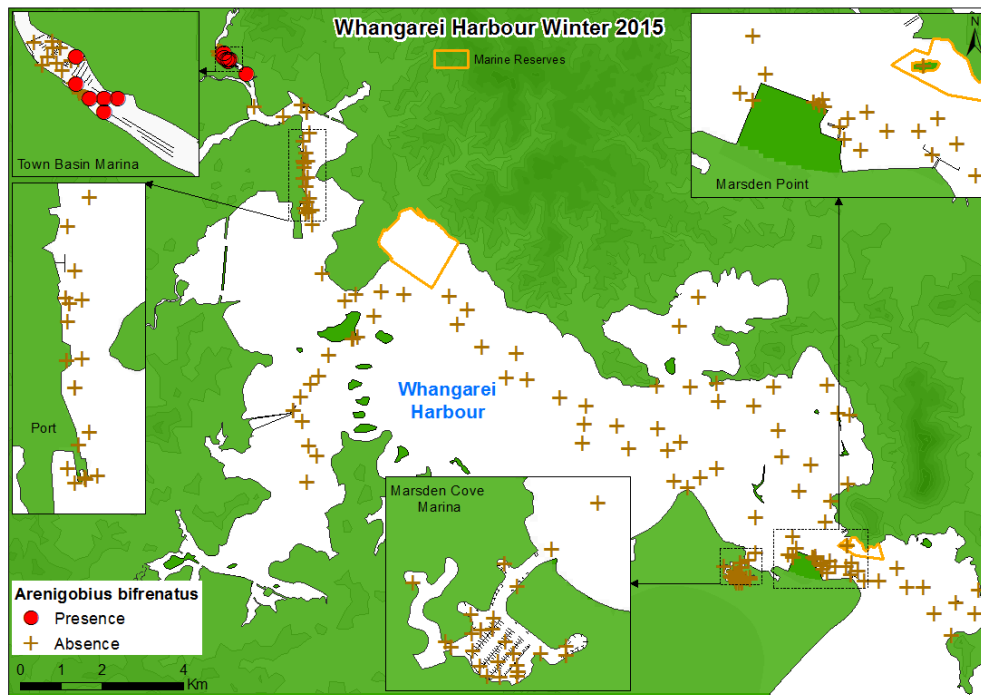 Whangarei Harbour Winter 2015
Marine Reserves
N
Town Basin Marina
Marsden Point
Port
Whangarei
Harbour
Marsden Cove
Marina
Arenigobius bifrenatus
Presence
Absence
0 1 2 4
Km